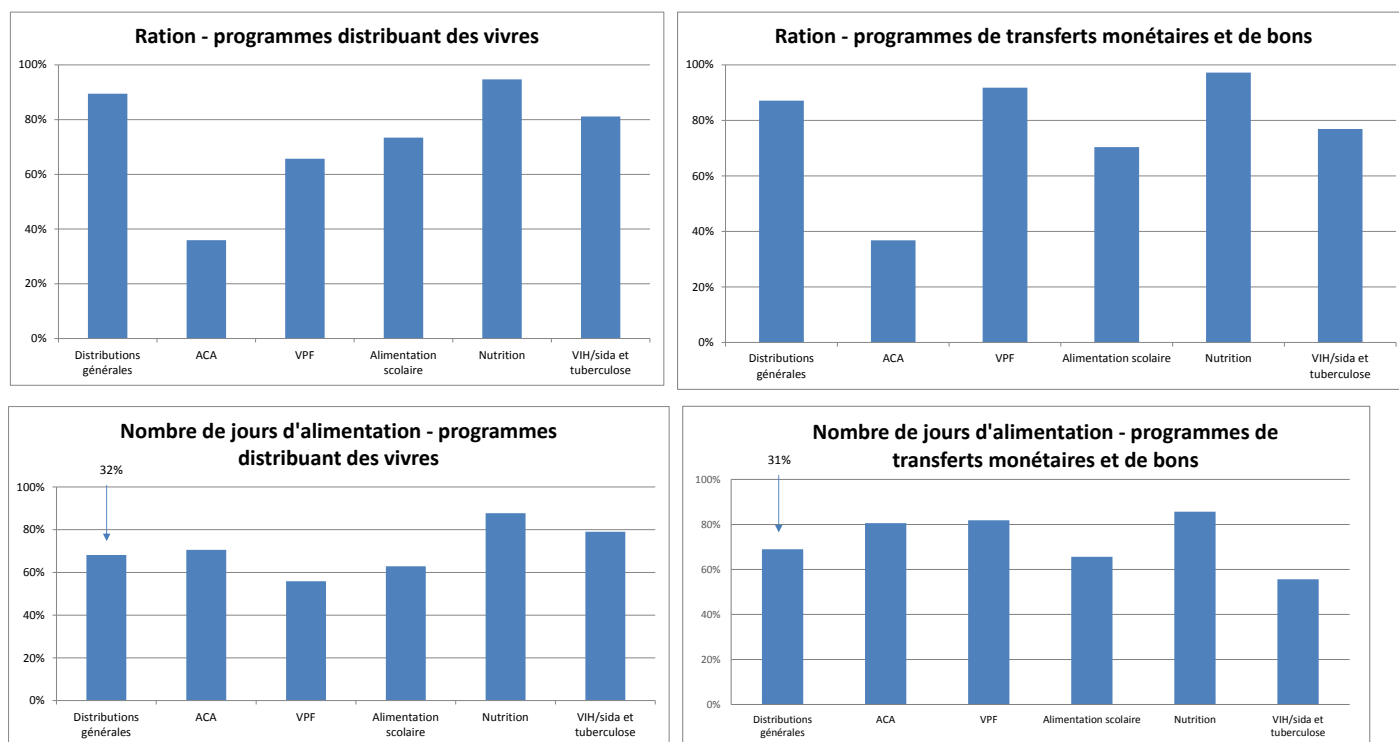 Ration - programmes distribuant des vivres
100%
80%
60%
40%
20%
0%
Distributions
générales
ACA
VPF
Alimentation
scolaire
Nutrition
VIH/sida et
tuberculose
Ration - programmes de transferts monétaires et de bons
100%
80%
60%
40%
20%
0%
Distributions
générales
ACA
VPF
Alimentation scolaire
Nutrition
VIH/sida et
tuberculose
Nombre de jours d'alimentation - programmes
distribuant des vivres
32%
100%
80%
60%
40%
20%
0%
Distributions
générales
ACA
VPF
Alimentation
scolaire
Nutrition
VIH/sida et
tuberculose
Nombre de jours d'alimentation - programmes de
transferts monétaires et de bons
31%
100%
80%
60%
40%
20%
0%
Distributions
générales
ACA
VPF
Alimentation scolaire
Nutrition
VIH/sida et
tuberculose